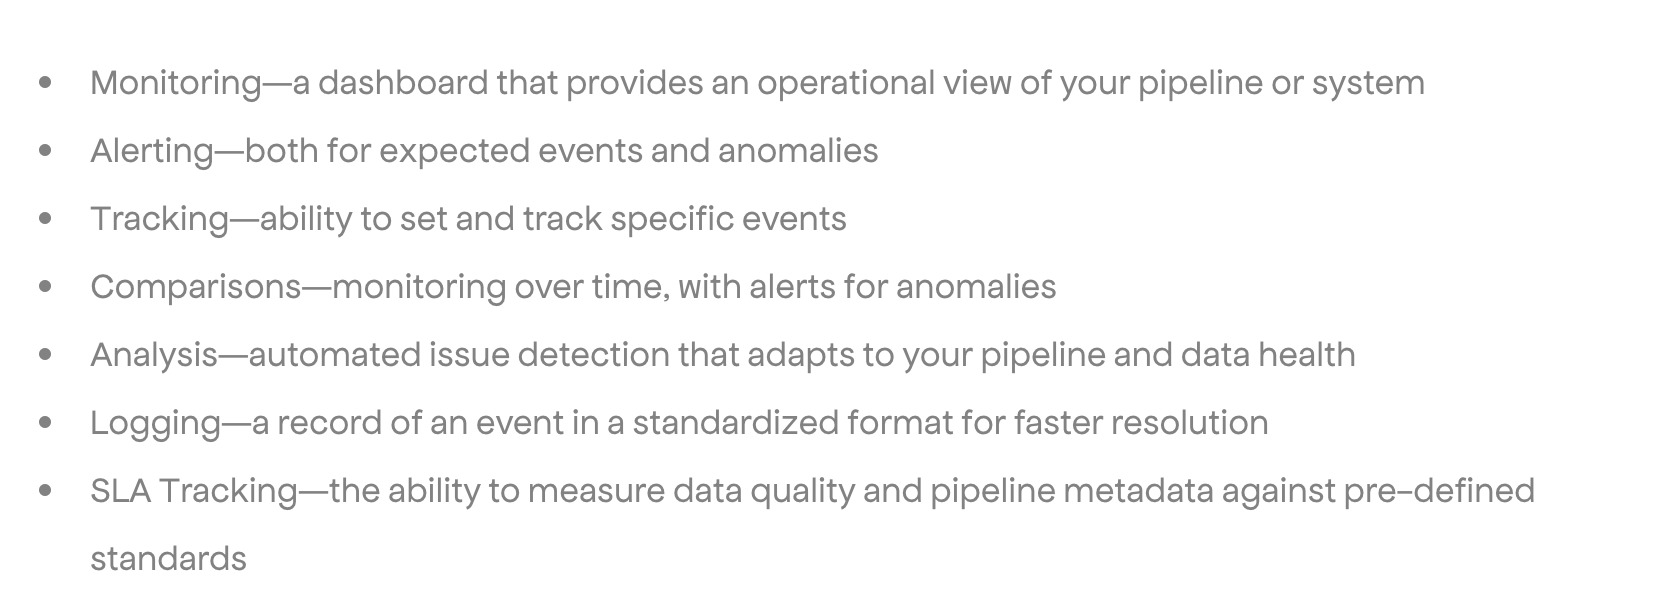 • Monitoring—a dashboard that provides an operational view of your pipeline or system
• Alerting—both for expected events and anomalies
• Tracking—ability to set and track specific events
• Comparisons—monitoring over time, with alerts for anomalies
• Analysis—automated issue detection that adapts to your pipeline and data health
• Logging—a record of an event in a standardized format for faster resolution
• SLA Tracking—the ability to measure data quality and pipeline metadata against pre–defined
standards